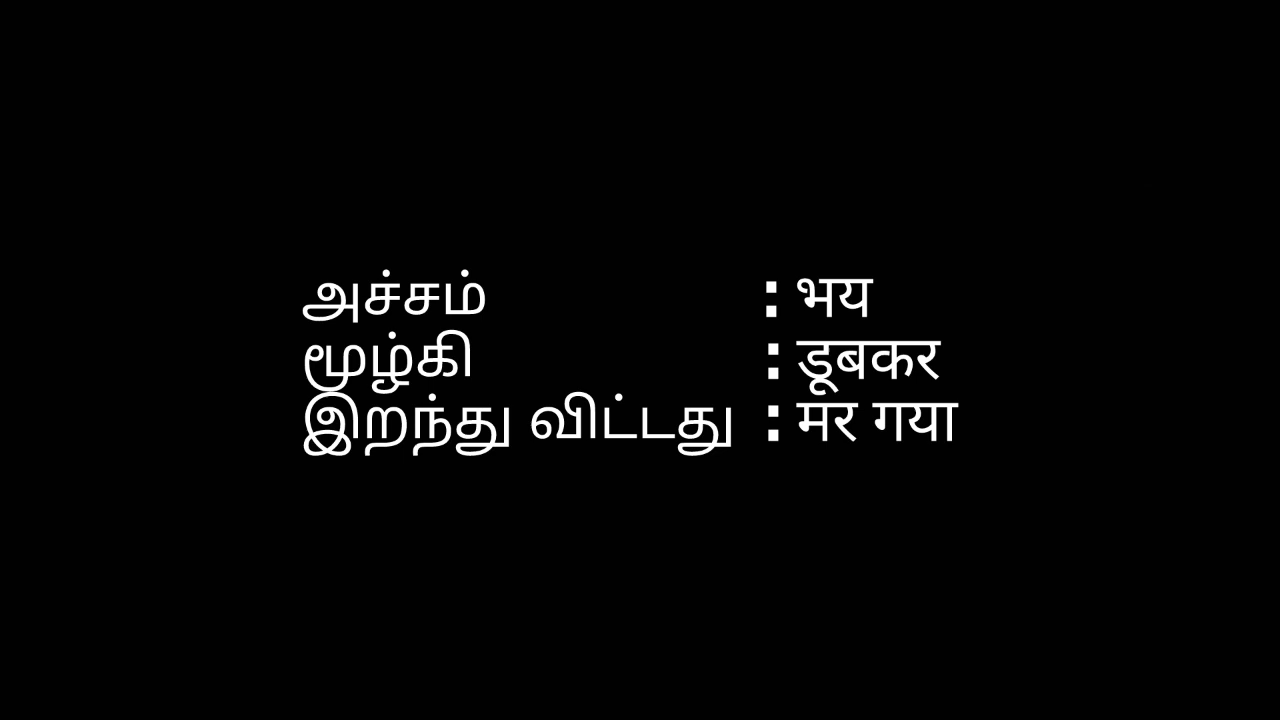 அச்சம் : भय
மூழ்கி : डूबकर
இறந்து விட்டது : मर गया